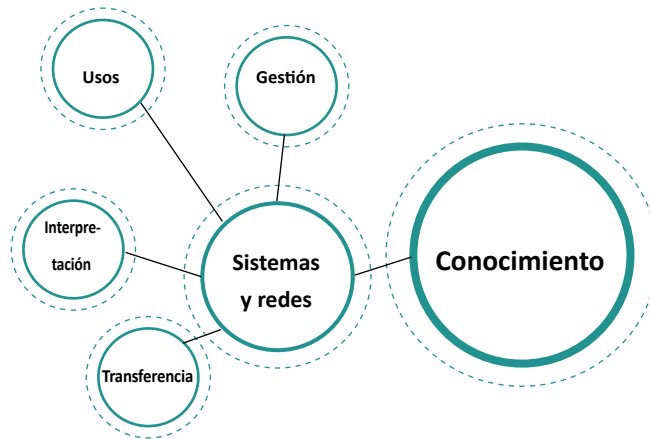 Usos
Gestión
Interpre-
tación
Sistemas
y redes
Conocimiento
Transferencia